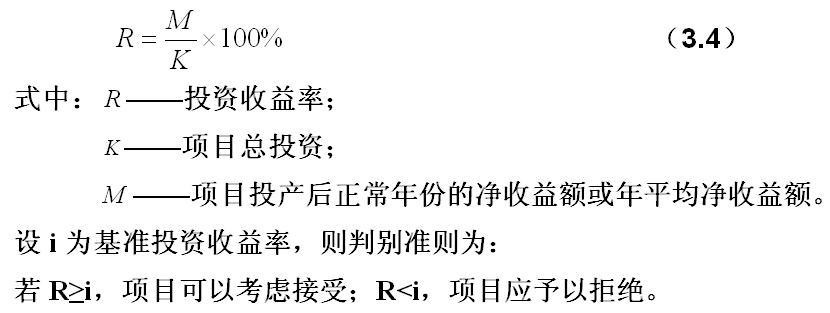 R = M/K ×100% （3.4）
式中：R ——投资收益率；
K——项目总投资；
M ——项目投产后正常年份的净收益额或年平均净收益额。
设 i 为基准投资收益率，则判别准则为：
若 R≥i，项目可以考虑接受；R<i，项目应予以拒绝。